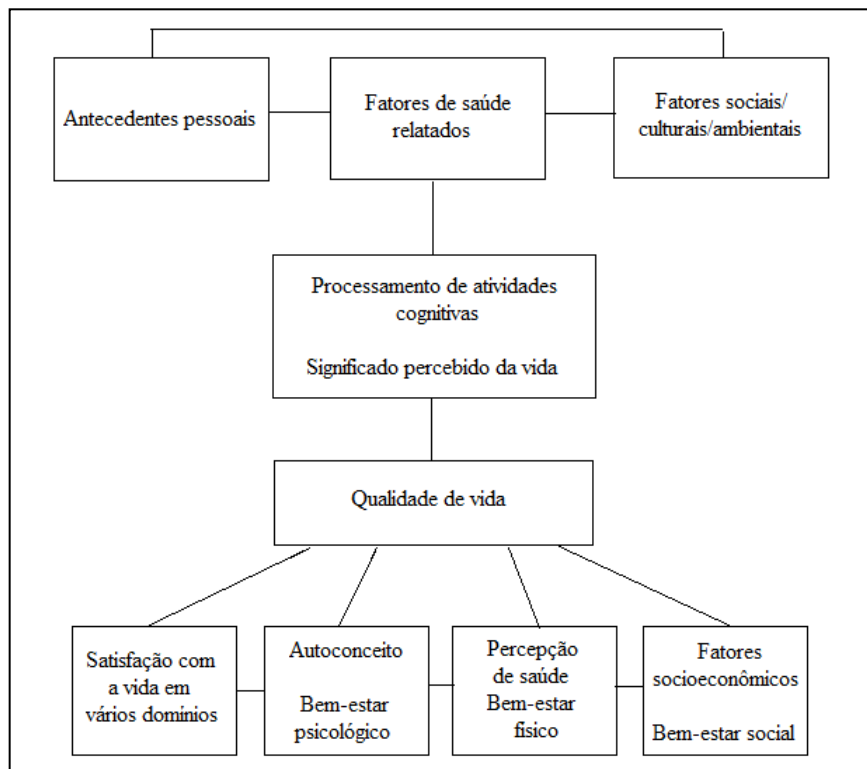 Antecedentes pessoais
Fatores de saúde
relatados
Fatores sociais/
culturais/ambientais
Processamento de atividades
cognitivas
Significado percebido da vida
Qualidade de vida
Satisfação com
a vida em
vários domínios
Autoconceito
Bem-estar
psicológico
Percepção
de saúde
Bem-estar
físico
Fatores
socioeconômicos
Bem-estar social